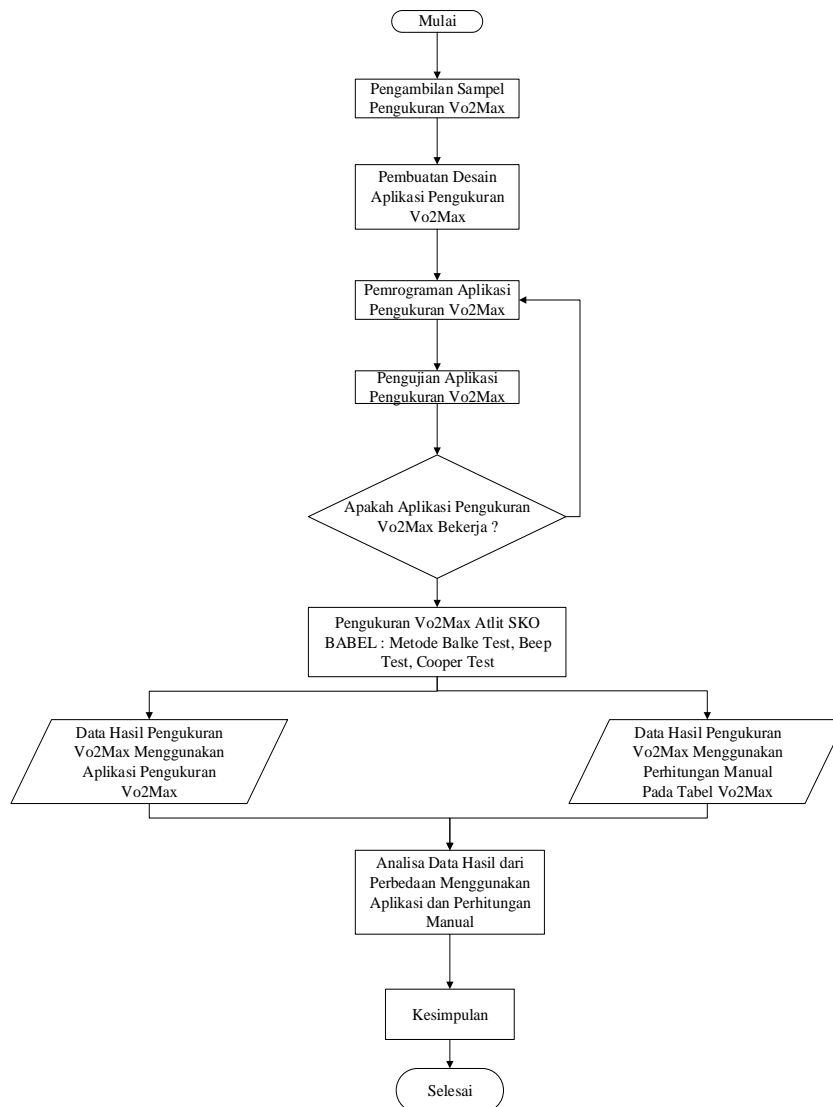 Mulai
Pengambilan Sampel
Pengukuran Vo2Max
Pembuatan Desain
Aplikasi Pengukuran
Vo2Max
Pemrograman Aplikasi
Pengukuran Vo2Max
Pengujian Aplikasi
Pengukuran Vo2Max
Apakah Aplikasi Pengukuran
Vo2Max Bekerja ?
Pengukuran Vo2Max Atlit SKO
BABEL : Metode Balke Test, Beep
Test, Cooper Test
Data Hasil Pengukuran
Vo2Max Menggunakan
Aplikasi Pengukuran
Vo2Max
Data Hasil Pengukuran
Vo2Max Menggunakan
Perhitungan Manual
Pada Tabel Vo2Max
Analisa Data Hasil dari
Perbedaan Menggunakan
Aplikasi dan Perhitungan
Manual
Kesimpulan
Selesai